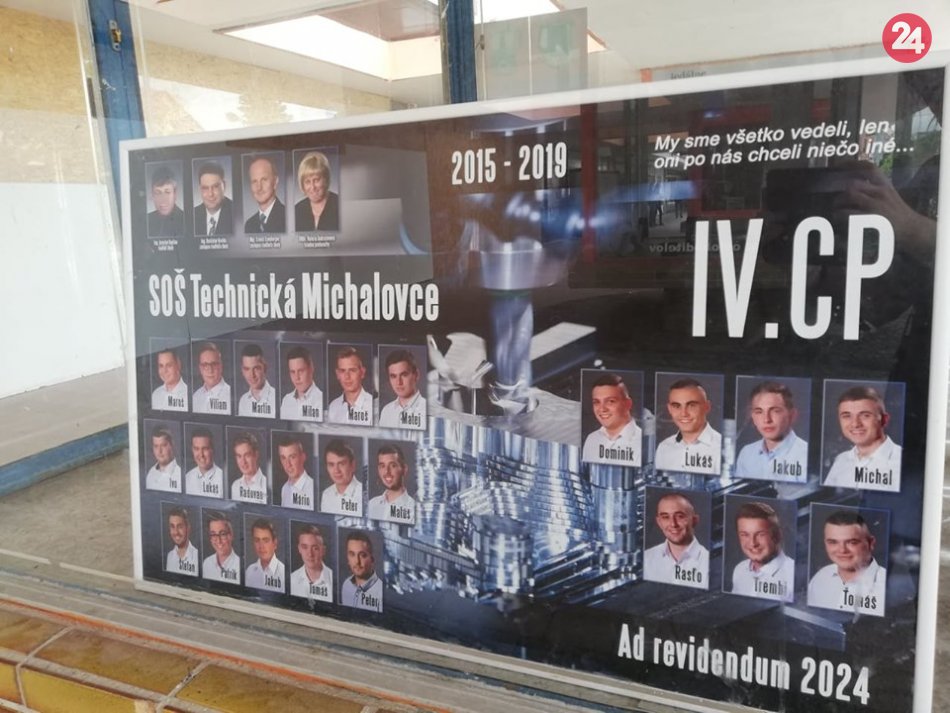 24
jedálne
My sme všetko vedeli, len
oni po nás chceli niečo iné...
2015 - 2019
IV.CP
SOŠ Technická Michalovce
Maroš
Viliam
Martin
Milan
Maroš
Matej
Ivo
Lukáš
Radovan
Mário
Peter
Matúš
Štefan
Patrik
Jakub
Tomáš
Peter
Dominik
Lukáš
Jakub
Michal
Rasťo
Trembi
Tomáš
Ad revidendum 2024